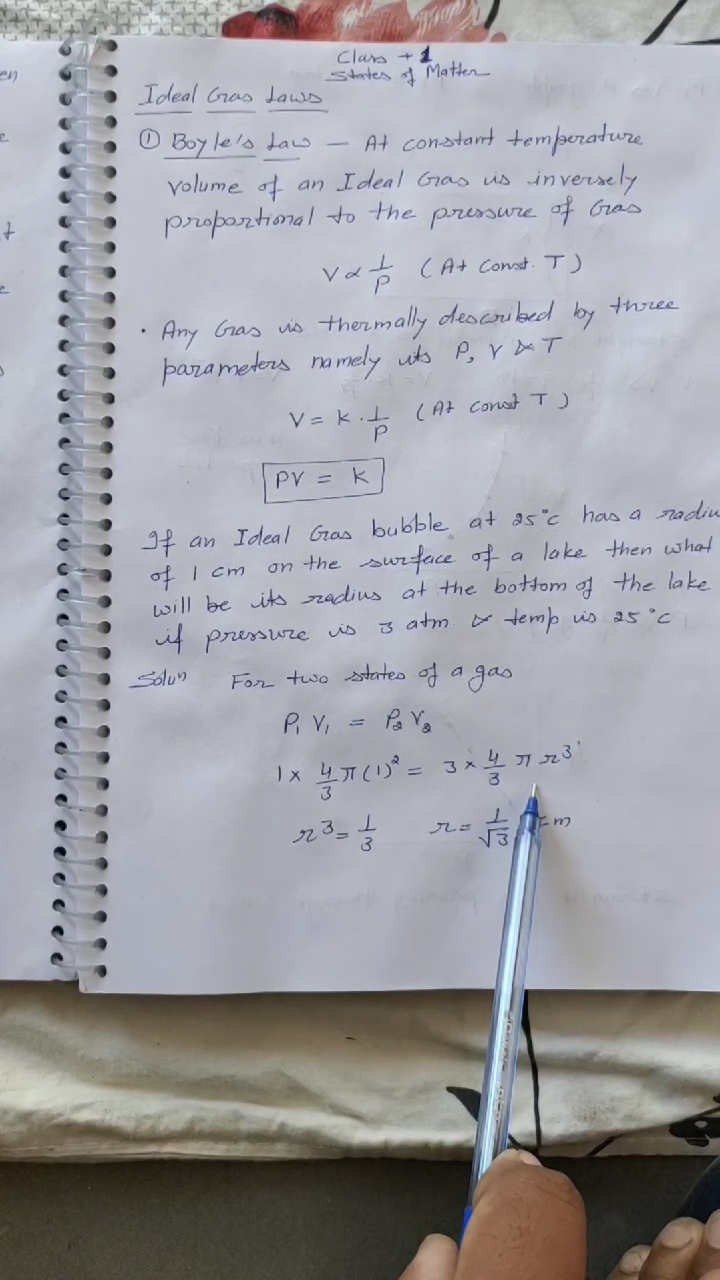 Class + 1
States of Matter
Ideal Gas Laws
① Boyle's Law — At constant temperature
volume of an Ideal Gas is inversely
proportional to the pressure of Gas
V ∝ 1/P (At Const. T)
• Any Gas is thermally described by three
parameters namely its P, V & T
V = K · 1/P (At Const T)
PV = K
If an Ideal Gas bubble at 25°C has a radiu
of 1 cm on the surface of a lake then what
will be its radius at the bottom of the lake
if pressure is 3 atm & temp is 25°C
Solun For two states of a gas
P₁ V₁ = P₂ V₂
1 × 4/3 π (1)² = 3 × 4/3 π r³
r³ = 1/3 r = 1/√3 cm